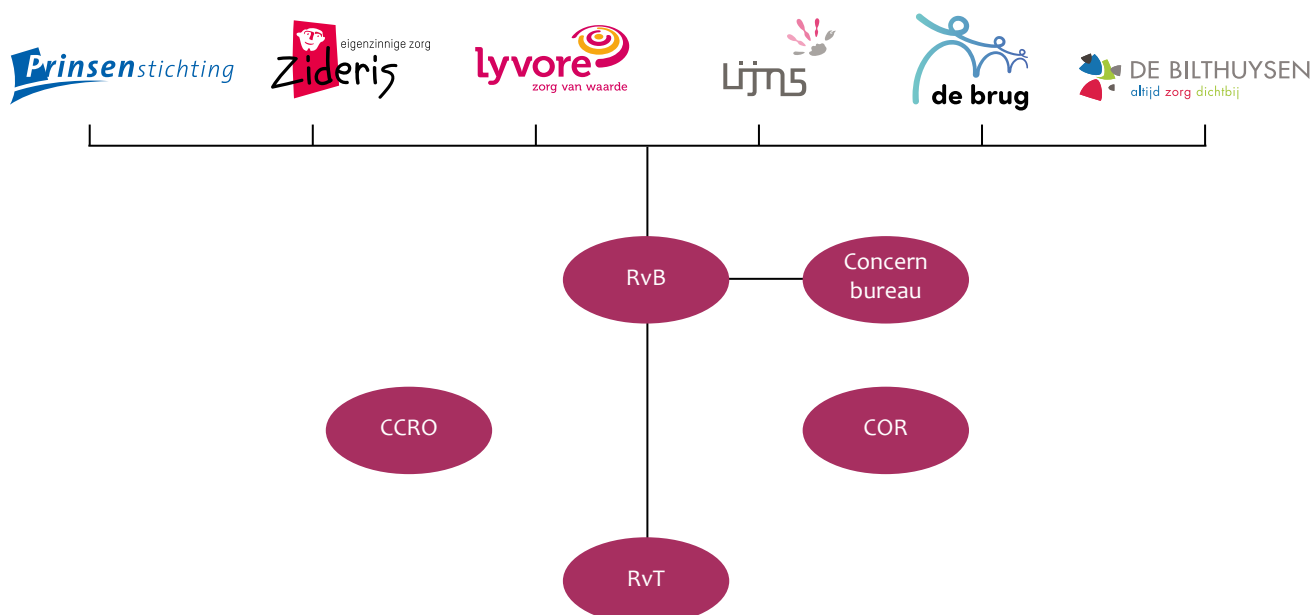 Prinsenstichting
eigenzinnige zorg
Zideris
lyvore
zorg van waarde
Lijn5
de brug
DE BILTHUYSEN
altijd zorg dichtbij
RvB
Concern
bureau
CCRO
COR
RvT